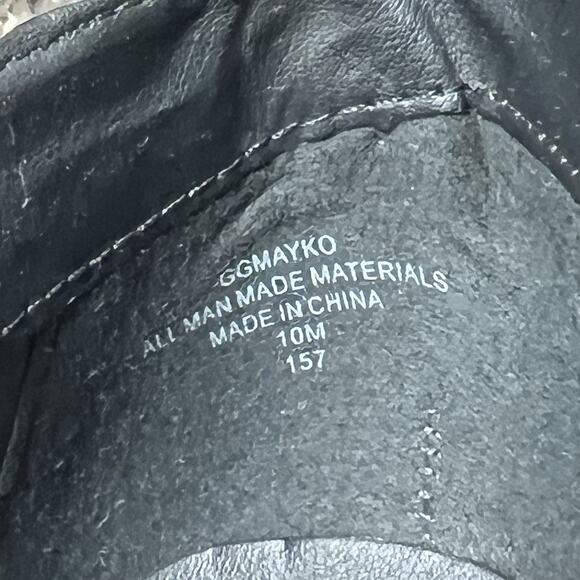 GGMAYKO
ALL MAN MADE MATERIALS
MADE IN CHINA
10M
157